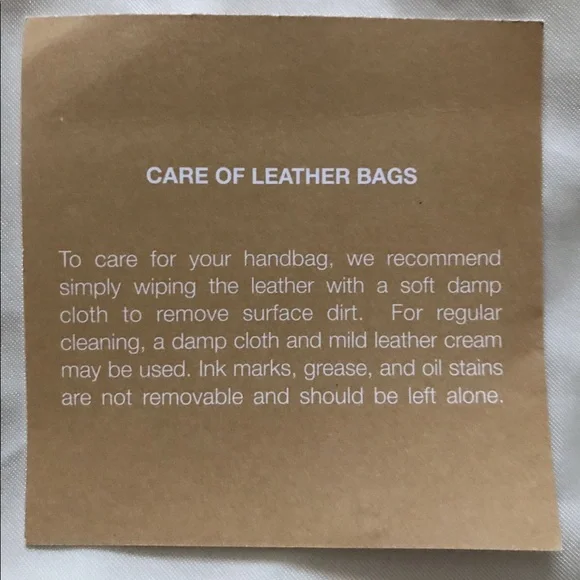 CARE OF LEATHER BAGS
To care for your handbag, we recommend
simply wiping the leather with a soft damp
cloth to remove surface dirt. For regular
cleaning, a damp cloth and mild leather cream
may be used. Ink marks, grease, and oil stains
are not removable and should be left alone.